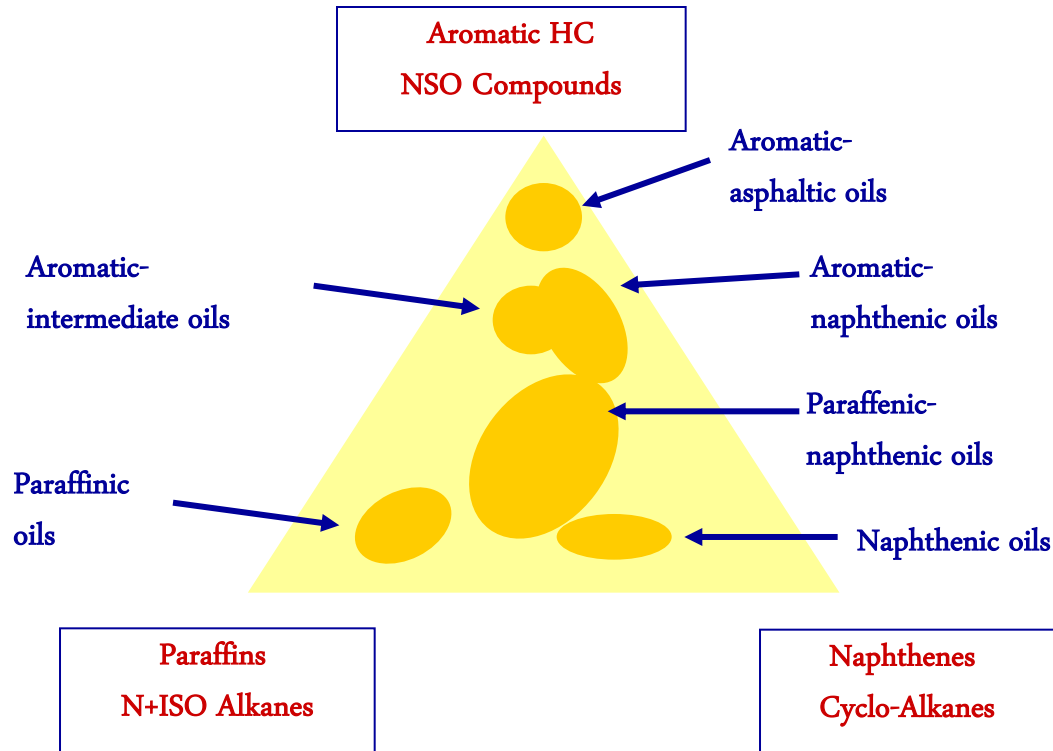 Aromatic HC
NSO Compounds
Aromatic-
asphaltic oils
Aromatic-
intermediate oils
Aromatic-
naphthenic oils
Paraffenic-
naphthenic oils
Paraffinic
oils
Naphthenic oils
Paraffins
N+ISO Alkanes
Naphthenes
Cyclo-Alkanes